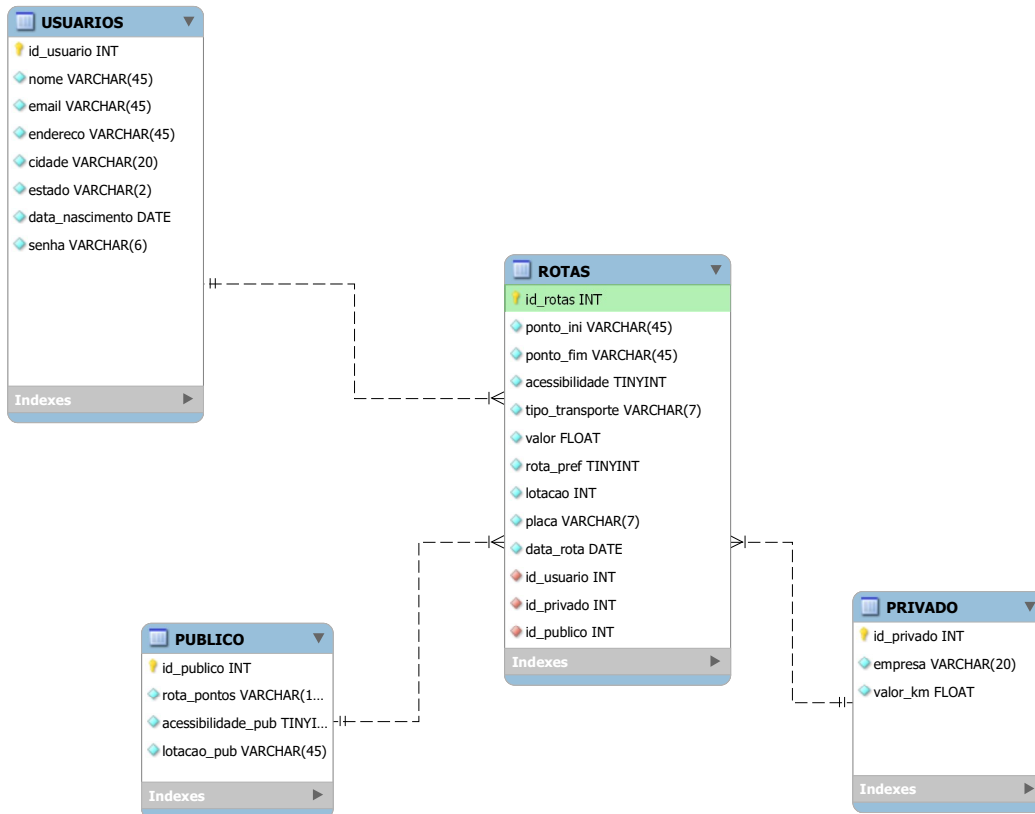 USUARIOS
id_usuario INT
nome VARCHAR(45)
email VARCHAR(45)
endereco VARCHAR(45)
cidade VARCHAR(20)
estado VARCHAR(2)
data_nascimento DATE
senha VARCHAR(6)
Indexes
ROTAS
id_rotas INT
ponto_ini VARCHAR(45)
ponto_fim VARCHAR(45)
acessibilidade TINYINT
tipo_transporte VARCHAR(7)
valor FLOAT
rota_pref TINYINT
lotacao INT
placa VARCHAR(7)
data_rota DATE
id_usuario INT
id_privado INT
id_publico INT
Indexes
PUBLICO
id_publico INT
rota_pontos VARCHAR(1...
acessibilidade_pub TINYI...
lotacao_pub VARCHAR(45)
Indexes
PRIVADO
id_privado INT
empresa VARCHAR(20)
valor_km FLOAT
Indexes